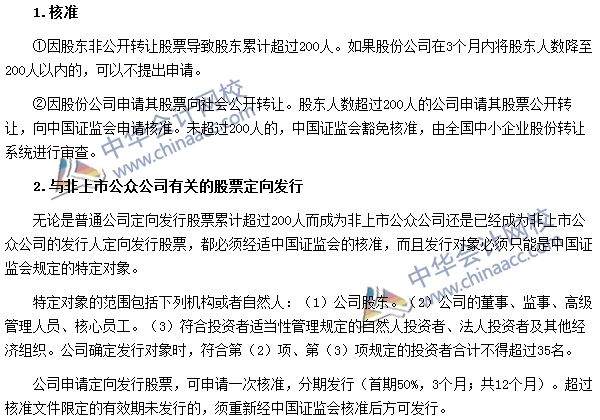 1.核准
①因股东非公开转让股票导致股东累计超过200人。如果股份公司在3个月内将股东人数降至
200人以内的，可以不提出申请。
②因股份公司申请其股票向社会公开转让。股东人数超过200人的公司申请其股票公开转
让，向中国证监会申请核准。未超过200人的，中国证监会豁免核准，由全国中小企业股份转让
系统进行审查。
中华会计网校
www.chinaacc.com
2.与非上市公众公司有关的股票定向发行
无论是普通公司定向发行股票累计超过200人而成为非上市公众公司还是已经成为非上市公
众公司的发行人定向发行股票，都必须经适中国证监会的核准，而且发行对象必须只能是中国证
监会规定的特定对象。
中华会计网校
www.chinaacc.com
特定对象的范围包括下列机构或者自然人：（1）公司股东。（2）公司的董事、监事、高级
管理人员、核心员工。（3）符合投资者适当性管理规定的自然人投资者、法人投资者及其他经
济组织。公司确定发行对象时，符合第（2）项、第（3）项规定的投资者合计不得超过35名。
公司申请定向发行股票，可申请一次核准，分期发行（首期50%，3个月；共12个月）。超过
核准文件限定的有效期未发行的，须重新经中国证监会核准后方可发行。